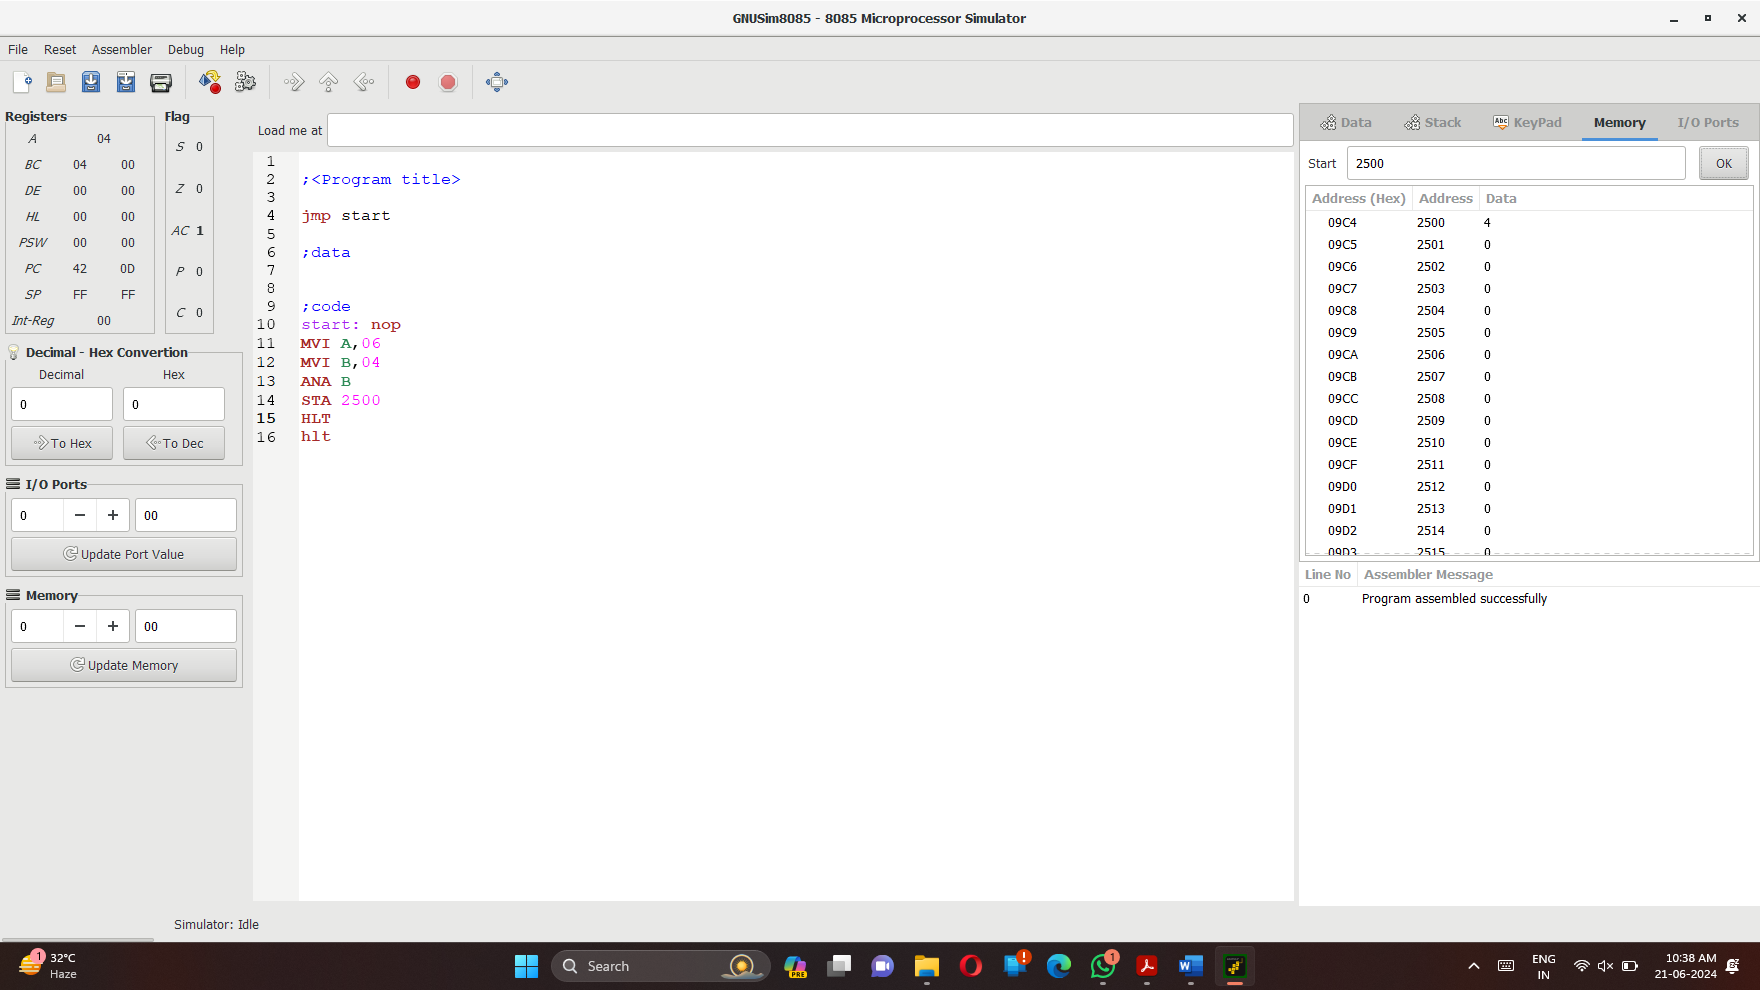 GNUSim8085 - 8085 Microprocessor Simulator
File Reset Assembler Debug Help
Registers
A 04
BC 04 00
DE 00 00
HL 00 00
PSW 00 00
PC 42 0D
SP FF FF
Int-Reg 00
Flag
S 0
Z 0
AC 1
P 0
C 0
Decimal - Hex Convertion
Decimal Hex
0 0
To Hex To Dec
I/O Ports
0 − + 00
Update Port Value
Memory
0 − + 00
Update Memory
Load me at
1
2 ;<Program title>
3
4 jmp start
5
6 ;data
7
8
9 ;code
10 start: nop
11 MVI A,06
12 MVI B,04
13 ANA B
14 STA 2500
15 HLT
16 hlt
Data Stack Abc KeyPad Memory I/O Ports
Start 2500 OK
Address (Hex) Address Data
09C4 2500 4
09C5 2501 0
09C6 2502 0
09C7 2503 0
09C8 2504 0
09C9 2505 0
09CA 2506 0
09CB 2507 0
09CC 2508 0
09CD 2509 0
09CE 2510 0
09CF 2511 0
09D0 2512 0
09D1 2513 0
09D2 2514 0
09D3 2515 0
Line No Assembler Message
0 Program assembled successfully
Simulator: Idle
1 32°C
Haze
Search
PRE
1
ENG
IN
10:38 AM
21-06-2024